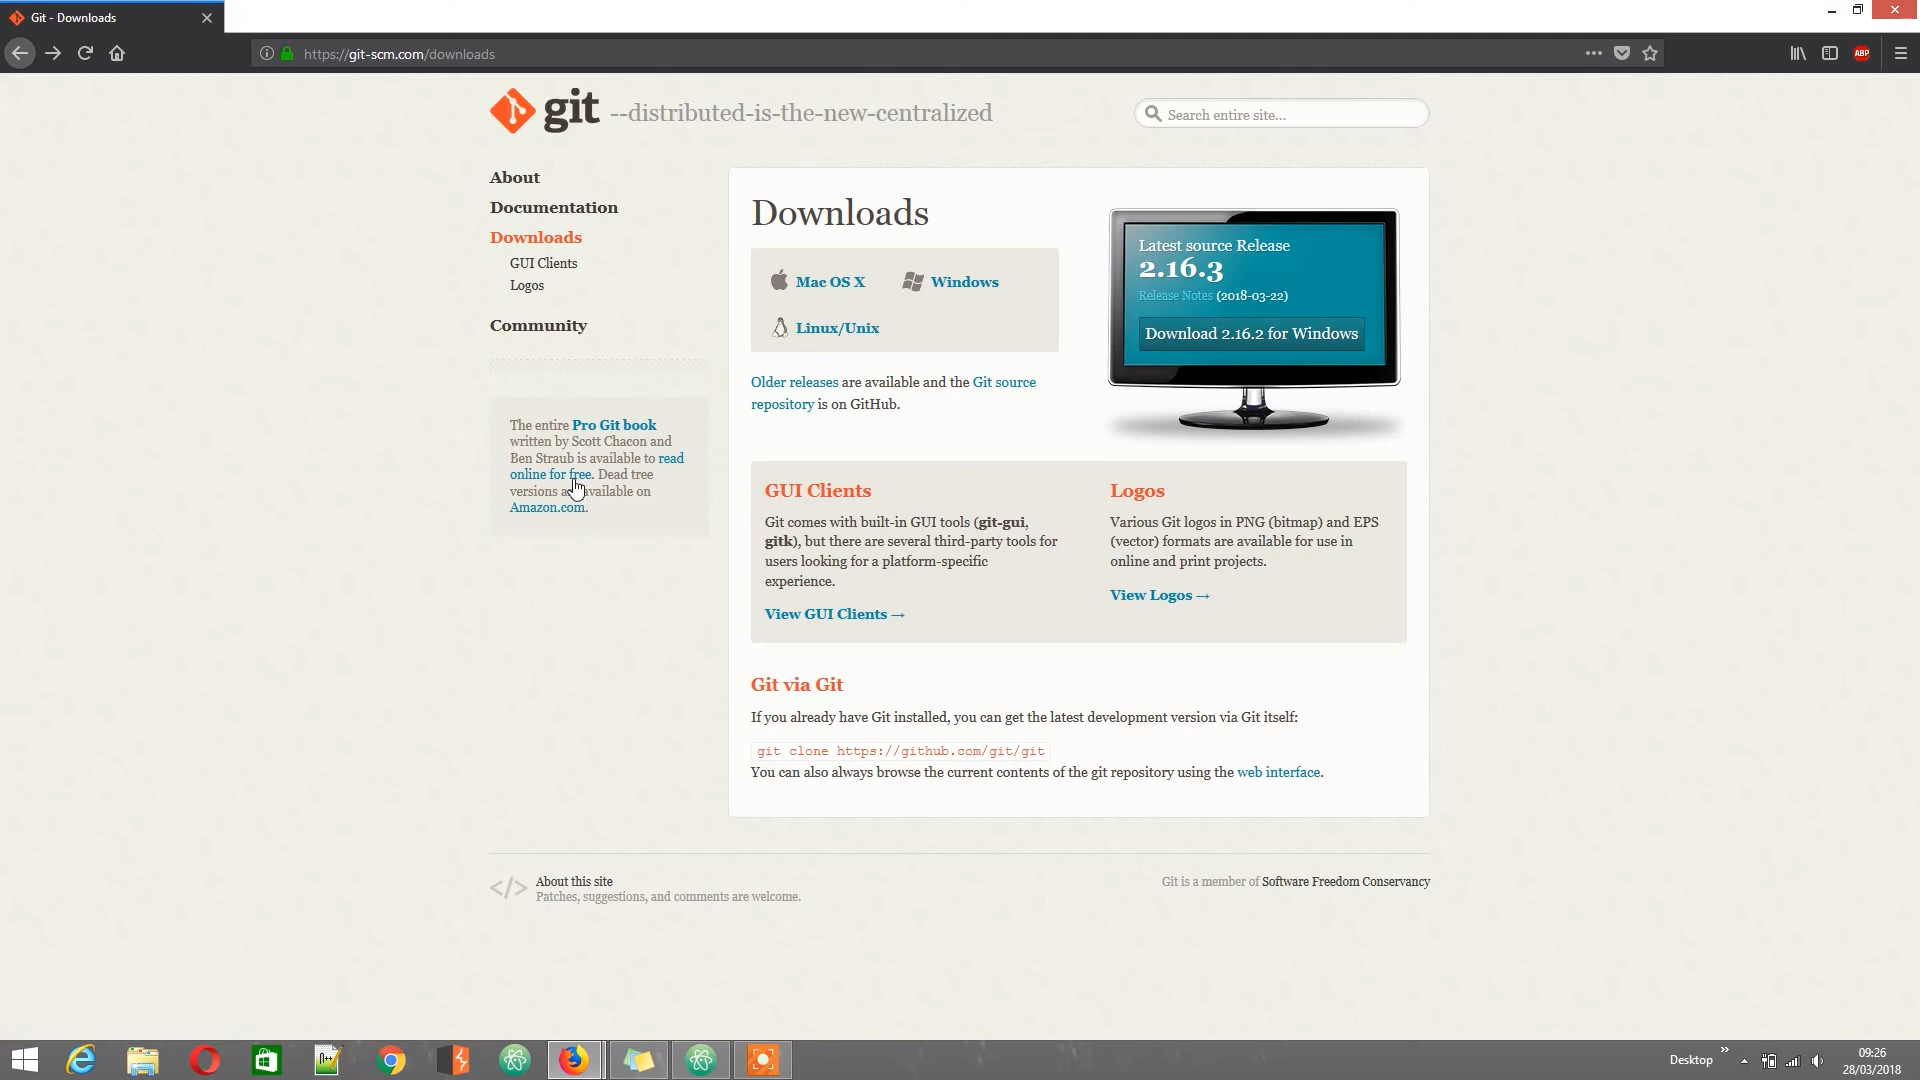 Git - Downloads
https://git-scm.com/downloads
ABP
git --distributed-is-the-new-centralized
Search entire site...
About
Documentation
Downloads
GUI Clients
Logos
Community
The entire Pro Git book
written by Scott Chacon and
Ben Straub is available to read
online for free. Dead tree
versions a available on
Amazon.com.
Downloads
Mac OS X
Windows
Linux/Unix
Older releases are available and the Git source
repository is on GitHub.
Latest source Release
2.16.3
Release Notes (2018-03-22)
Download 2.16.2 for Windows
GUI Clients
Git comes with built-in GUI tools (git-gui,
gitk), but there are several third-party tools for
users looking for a platform-specific
experience.
View GUI Clients →
Logos
Various Git logos in PNG (bitmap) and EPS
(vector) formats are available for use in
online and print projects.
View Logos →
Git via Git
If you already have Git installed, you can get the latest development version via Git itself:
git clone https://github.com/git/git
You can also always browse the current contents of the git repository using the web interface.
</> About this site
Patches, suggestions, and comments are welcome.
Git is a member of Software Freedom Conservancy
Desktop
09:26
28/03/2018